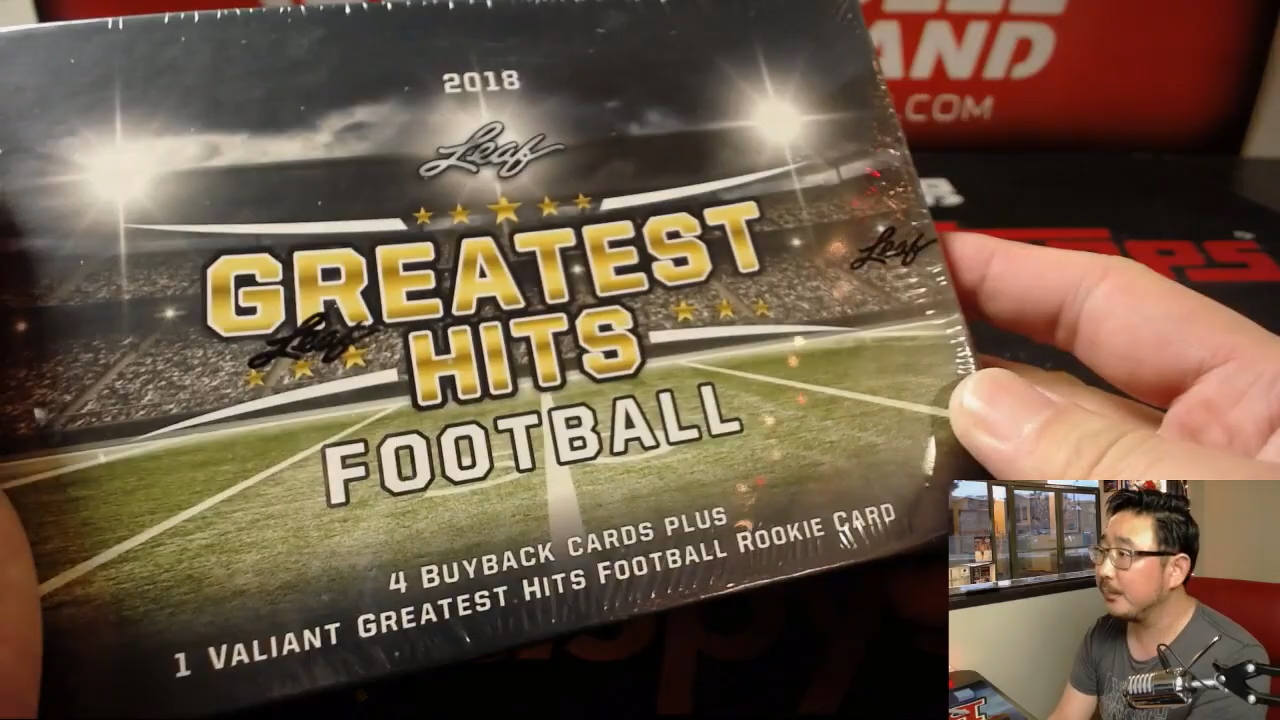 2018
Leaf
GREATEST
HITS
FOOTBALL
4 BUYBACK CARDS PLUS
1 VALIANT GREATEST HITS FOOTBALL ROOKIE CARD
Leaf
Leaf
AND
.COM